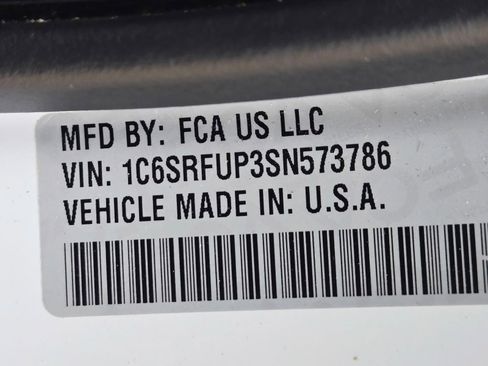 MFD BY: FCA US LLC
VIN: 1C6SRFUP3SN573786
VEHICLE MADE IN: U.S.A.